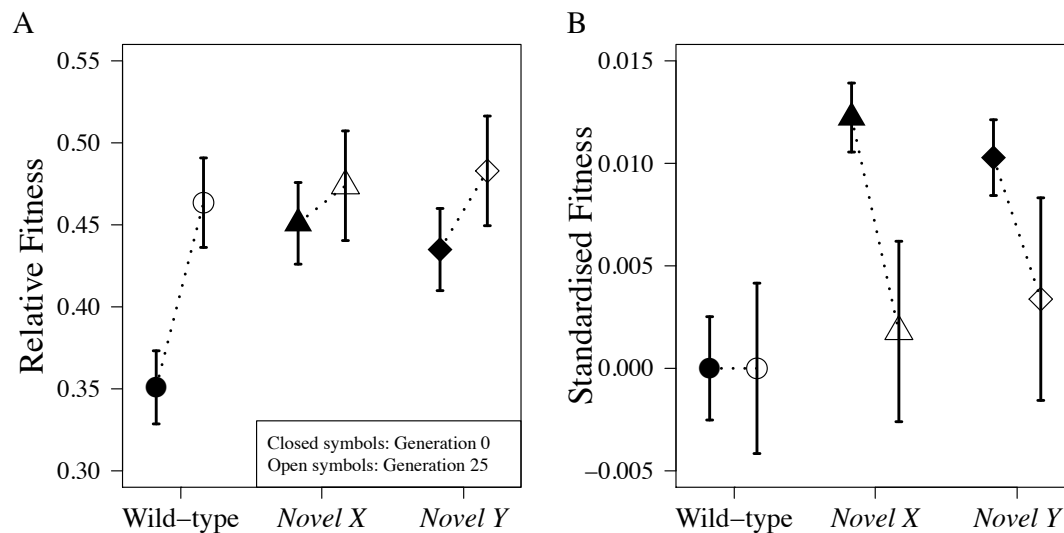 A
Relative Fitness
0.55
0.50
0.45
0.40
0.35
0.30
Closed symbols: Generation 0
Open symbols: Generation 25
Wild−type
Novel X
Novel Y
B
Standardised Fitness
0.015
0.010
0.005
0.000
−0.005
Wild−type
Novel X
Novel Y